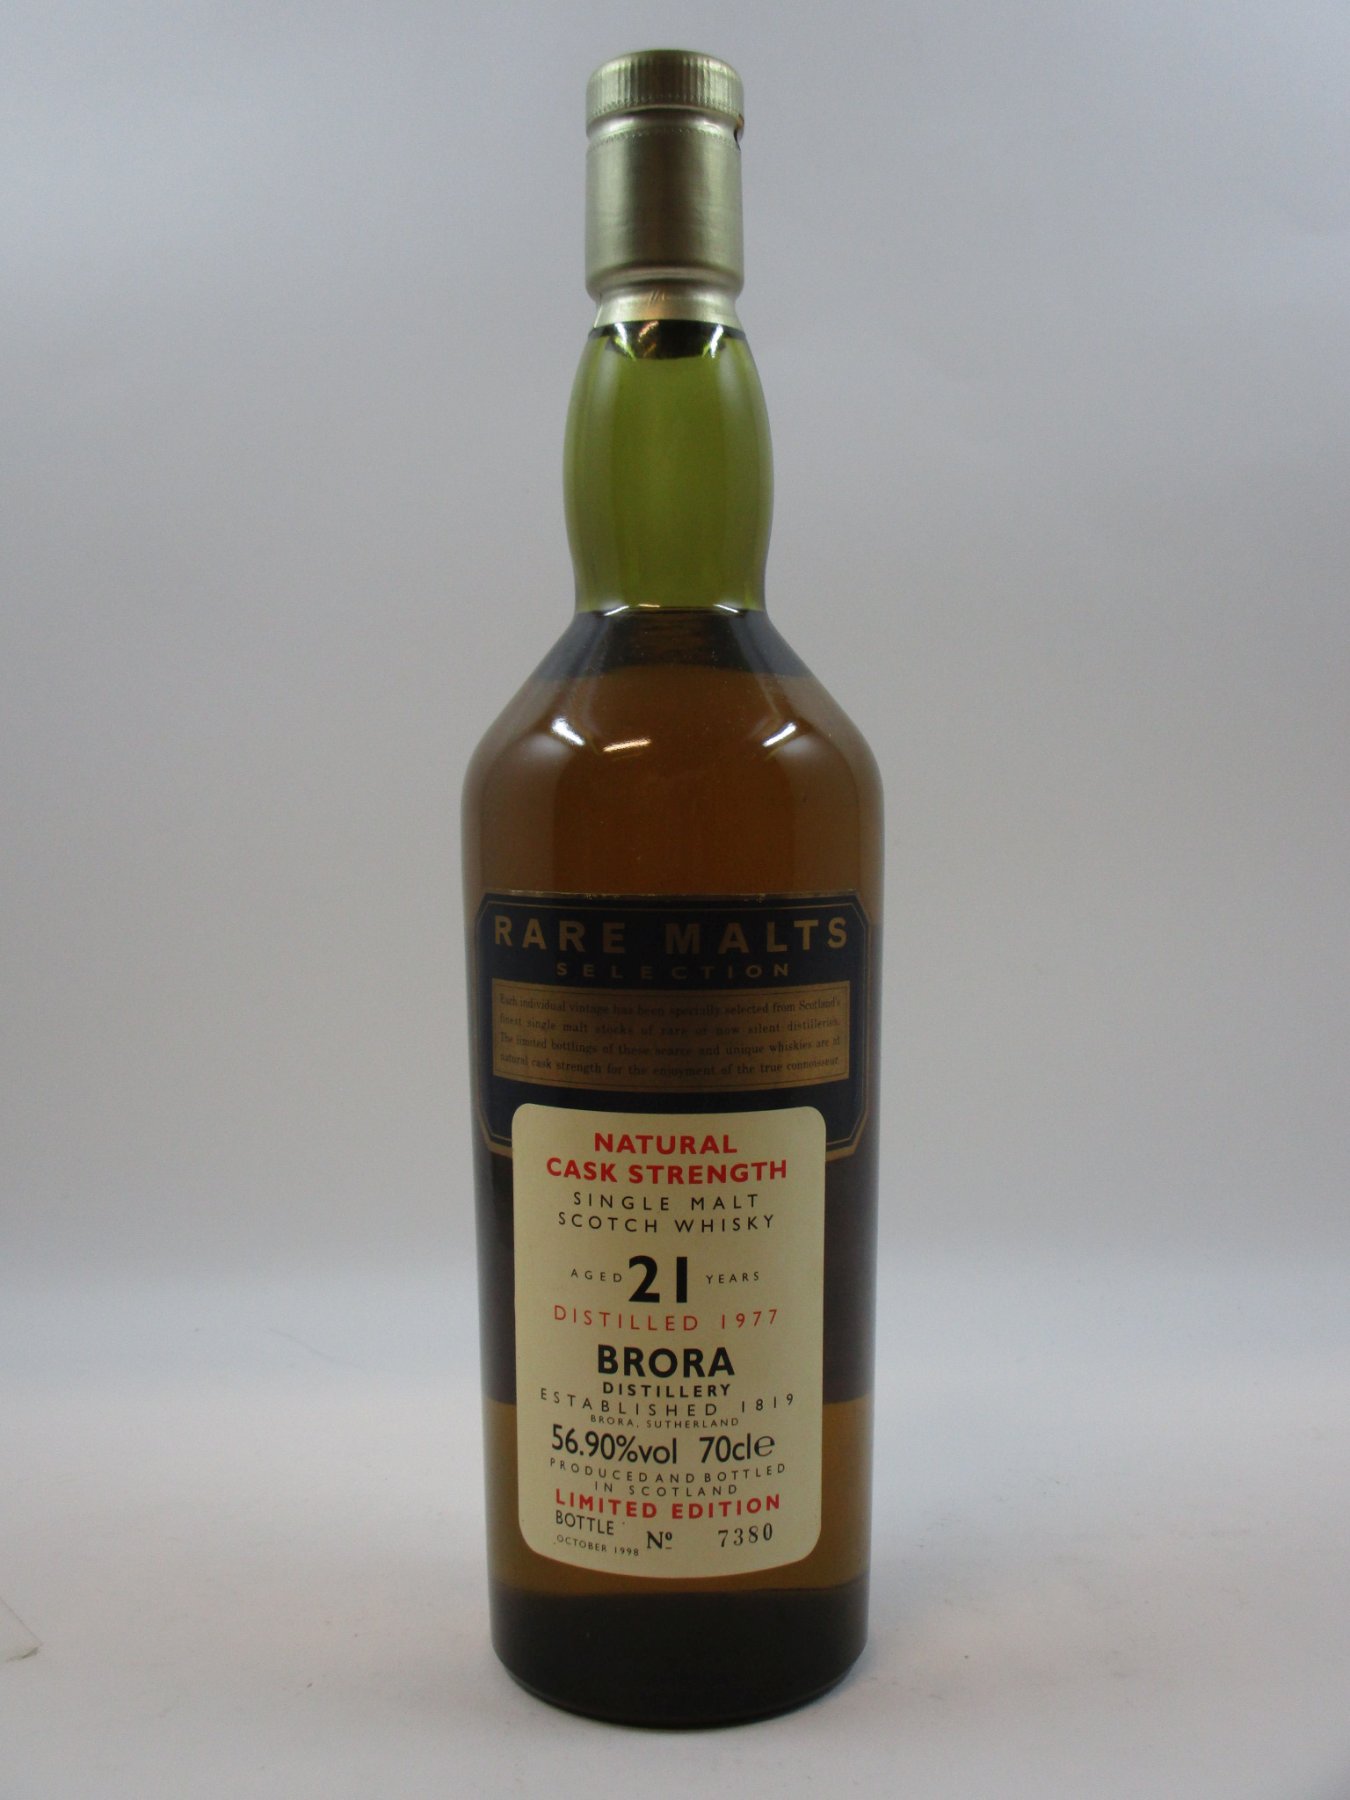 RARE MALTS
SELECTION
Each individual vintage has been specially selected from Scotland's
finest single malt stocks of rare or now silent distilleries.
The limited bottlings of these scarce and unique whiskies are at
natural cask strength for the enjoyment of the true connoisseur.
NATURAL
CASK STRENGTH
SINGLE MALT
SCOTCH WHISKY
AGED 21 YEARS
DISTILLED 1977
BRORA
DISTILLERY
ESTABLISHED 1819
BRORA, SUTHERLAND
56.90%vol 70cl e
PRODUCED AND BOTTLED
IN SCOTLAND
LIMITED EDITION
BOTTLE Nº 7380
OCTOBER 1998